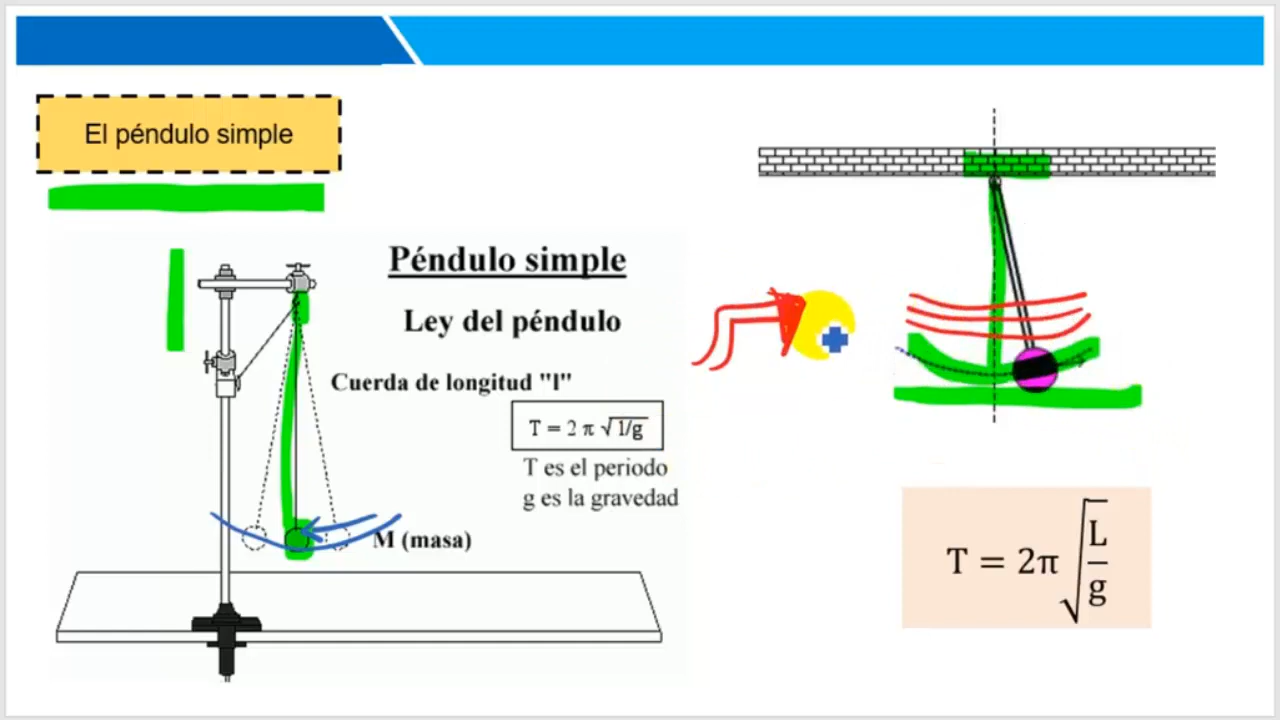 El péndulo simple
Péndulo simple
Ley del péndulo
Cuerda de longitud "l"
T = 2 π √l/g
T es el periodo
g es la gravedad
M (masa)
T = 2π √L/g